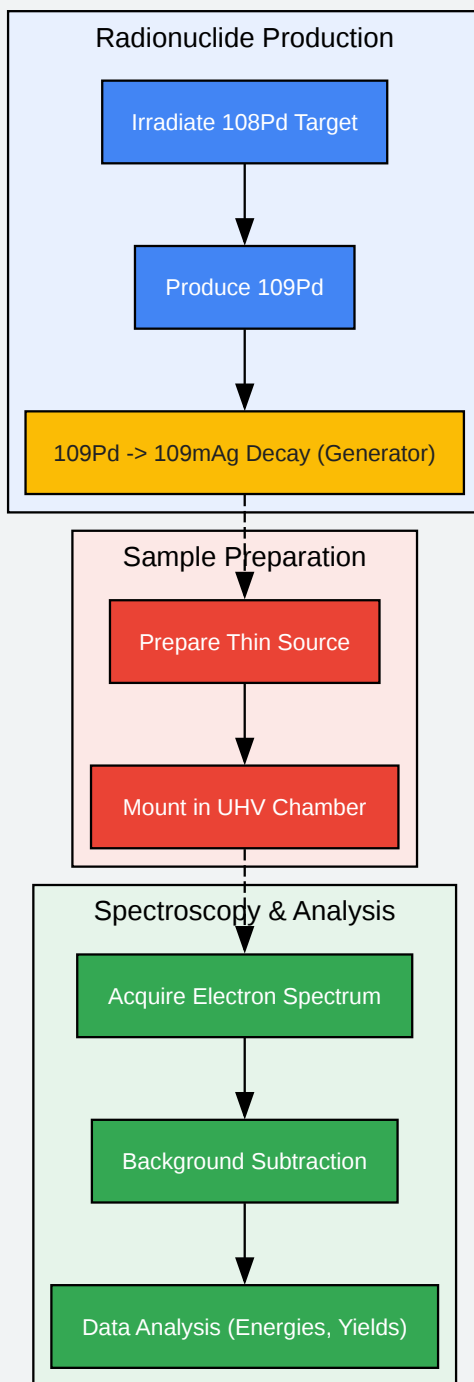 Radionuclide Production
Irradiate 108Pd Target
Produce 109Pd
109Pd -> 109mAg Decay (Generator)
Sample Preparation
Prepare Thin Source
Mount in UHV Chamber
Spectroscopy & Analysis
Acquire Electron Spectrum
Background Subtraction
Data Analysis (Energies, Yields)